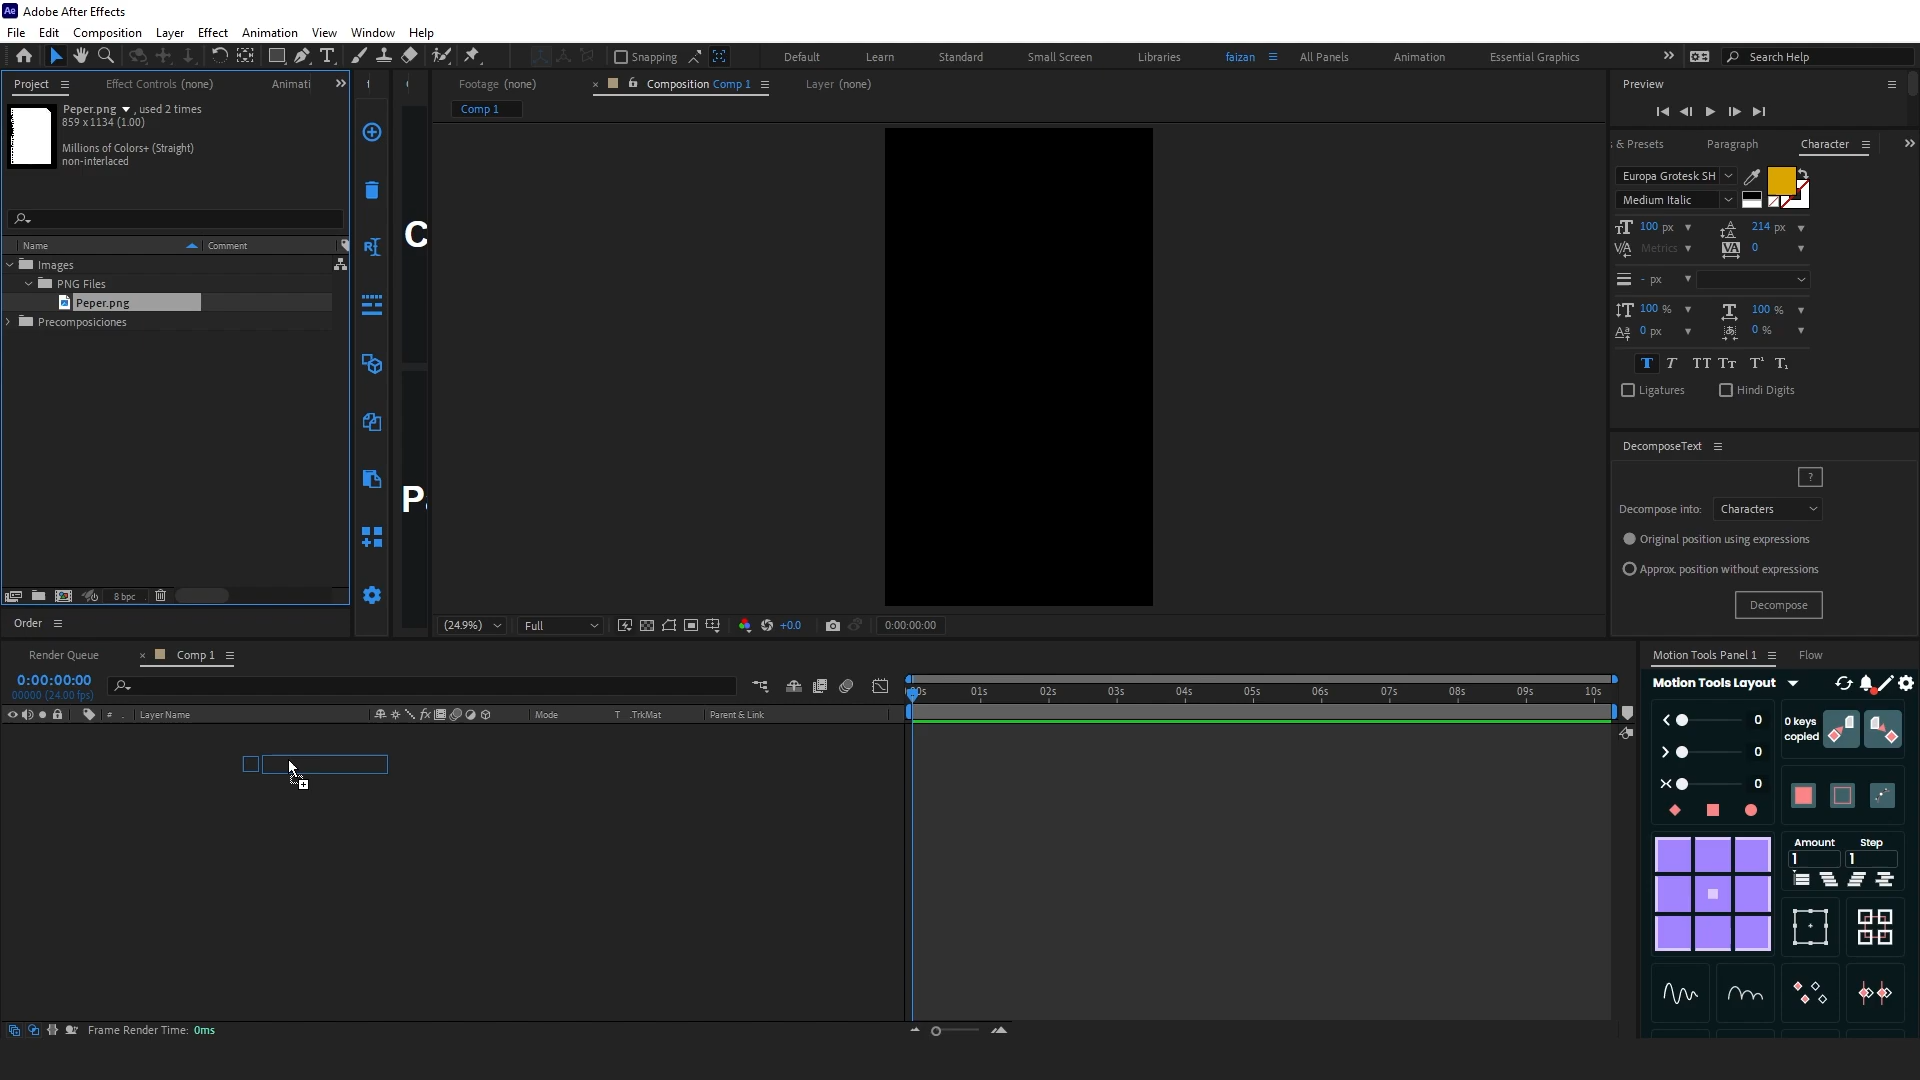 Ae Adobe After Effects
File Edit Composition Layer Effect Animation View Window Help
Snapping Default Learn Standard Small Screen Libraries faizan All Panels Animation Essential Graphics Search Help
Project Effect Controls (none) Animati
Footage (none) Composition Comp 1 Layer (none)
Preview
Peper.png , used 2 times
859 x 1134 (1.00)
Millions of Colors+ (Straight)
non-interlaced
Comp 1
s & Presets Paragraph Character
Europa Grotesk SH
Medium Italic
100 px 214 px
Metrics 0
- px
100 % 100 %
0 px 0 %
T T TT Tt T¹ T₁
Ligatures Hindi Digits
Name Comment
Images
PNG Files
Peper.png
Precomposiciones
C
Pa
DecomposeText
?
Decompose into: Characters
Original position using expressions
Approx. position without expressions
Decompose
8 bpc
Order
(24.9%) Full +0.0 0:00:00:00
Render Queue Comp 1
Motion Tools Panel 1 Flow
0:00:00:00
00000 (24.00 fps)
# . Layer Name Mode T .TrkMat Parent & Link
:00s 01s 02s 03s 04s 05s 06s 07s 08s 09s 10s
Motion Tools Layout
0
0
0
0 keys
copied
Amount Step
1 1
Frame Render Time: 0ms